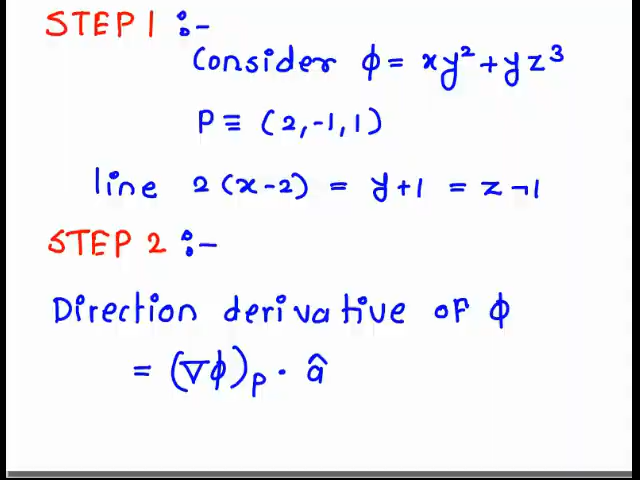 STEP 1 :-
Consider ϕ = xy² + yz³
P ≡ (2, -1, 1)
line 2(x-2) = y+1 = z-1
STEP 2 :-
Direction derivative of ϕ
= (∇ϕ)ₚ · â